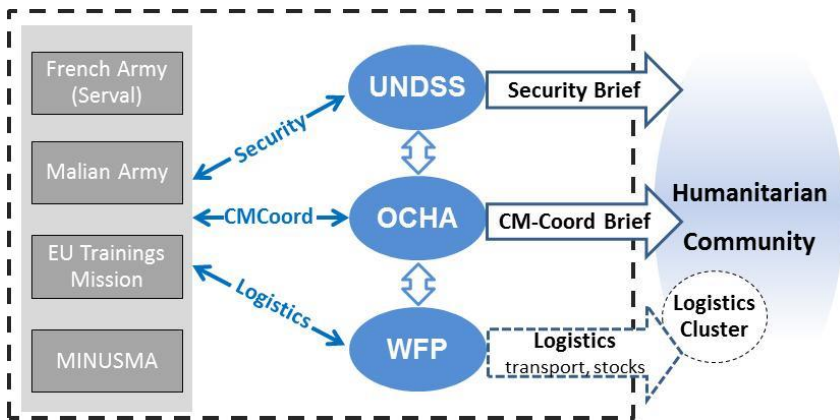 French Army
(Serval)
Malian Army
EU Trainings
Mission
MINUSMA
Security
CMCoord
Logistics
UNDSS
OCHA
WFP
Security Brief
CM-Coord Brief
Logistics
transport, stocks
Humanitarian
Community
Logistics
Cluster